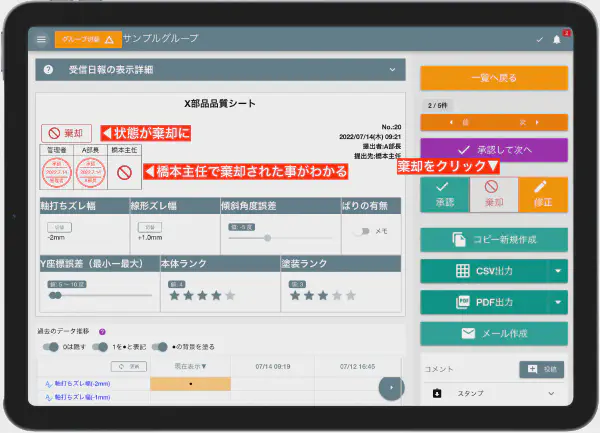 グループ切替 サンプルグループ
受信日報の表示詳細
X部品品質シート
棄却
◀状態が棄却に
No.:20
2022/07/14(木) 09:21
提出者:A部長
提出先:橋本主任
管理者 A部長 橋本主任
承認 承認
2022.7.14 2022.7.14
管理者 A部長
◀橋本主任で棄却された事がわかる
軸打ちズレ幅 線形ズレ幅 傾斜角度誤差 ばりの有無
-2mm +1.0mm 値: -5 度 メモ
Y座標誤差（最小ー最大） 本体ランク 塗装ランク
値: 5 ~ 10 度 値: 4 値: 3
過去のデータ推移
0は隠す 1を●と表記 ●の背景を塗る
更新 現在表示▼ 07/14 09:19 07/12 16:45
軸打ちズレ幅(-2mm) ●
軸打ちズレ幅(-1mm)
一覧へ戻る
2 / 5件
前 次
承認して次へ
棄却をクリック▼
承認 棄却 修正
コピー新規作成
CSV出力
PDF出力
メール作成
コメント 投稿
スタンプ